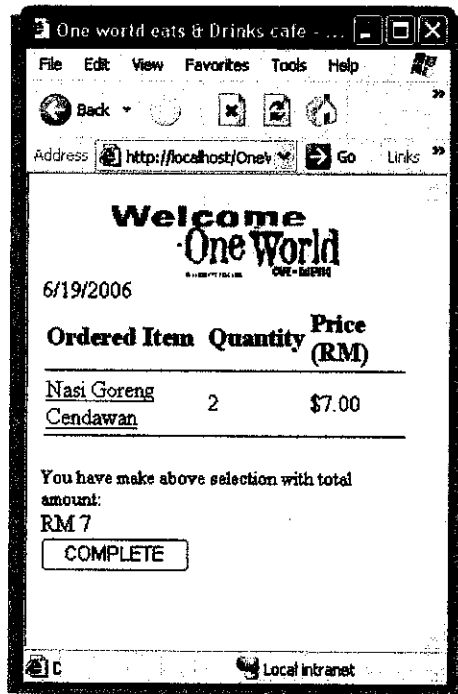 One world eats & Drinks cafe - ...
File Edit View Favorites Tools Help
Back
Address http://localhost/OneW Go Links
Welcome
One World
6/19/2006
Ordered Item Quantity Price
(RM)
Nasi Goreng
Cendawan
2 $7.00
You have make above selection with total
amount:
RM 7
COMPLETE
Local intranet